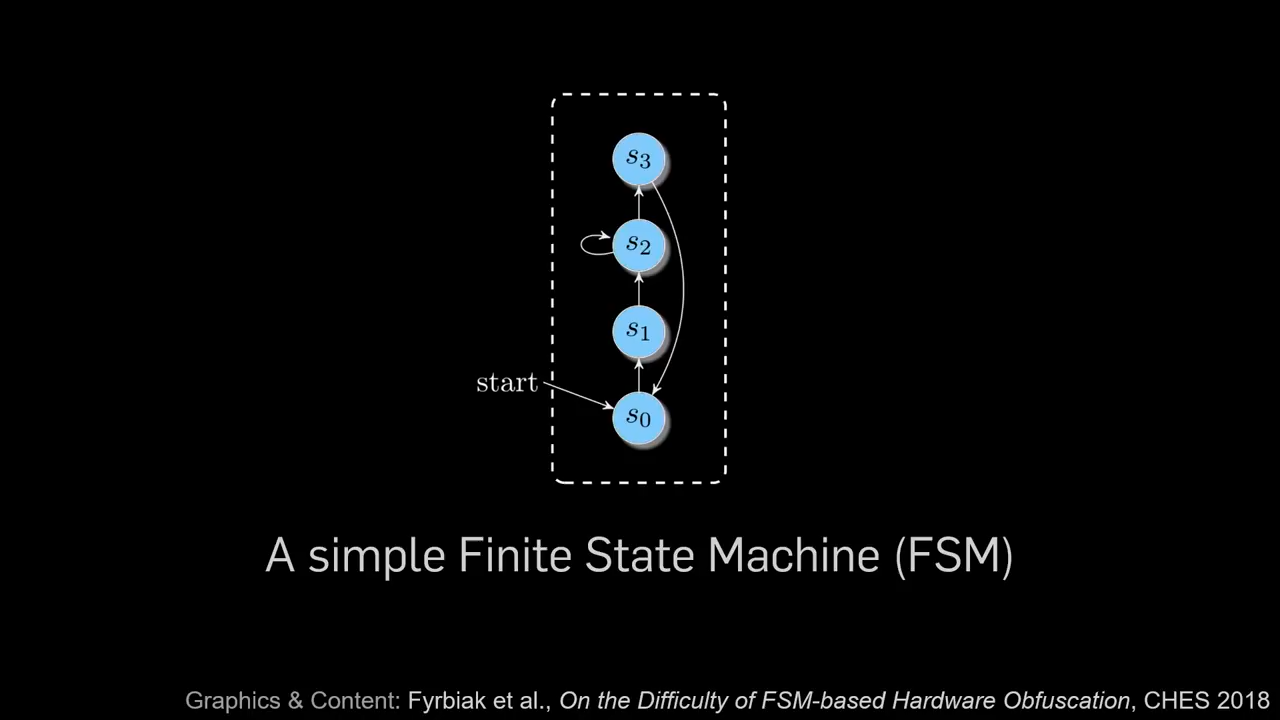 s3
s2
s1
start
s0
A simple Finite State Machine (FSM)
Graphics & Content: Fyrbiak et al., On the Difficulty of FSM-based Hardware Obfuscation, CHES 2018